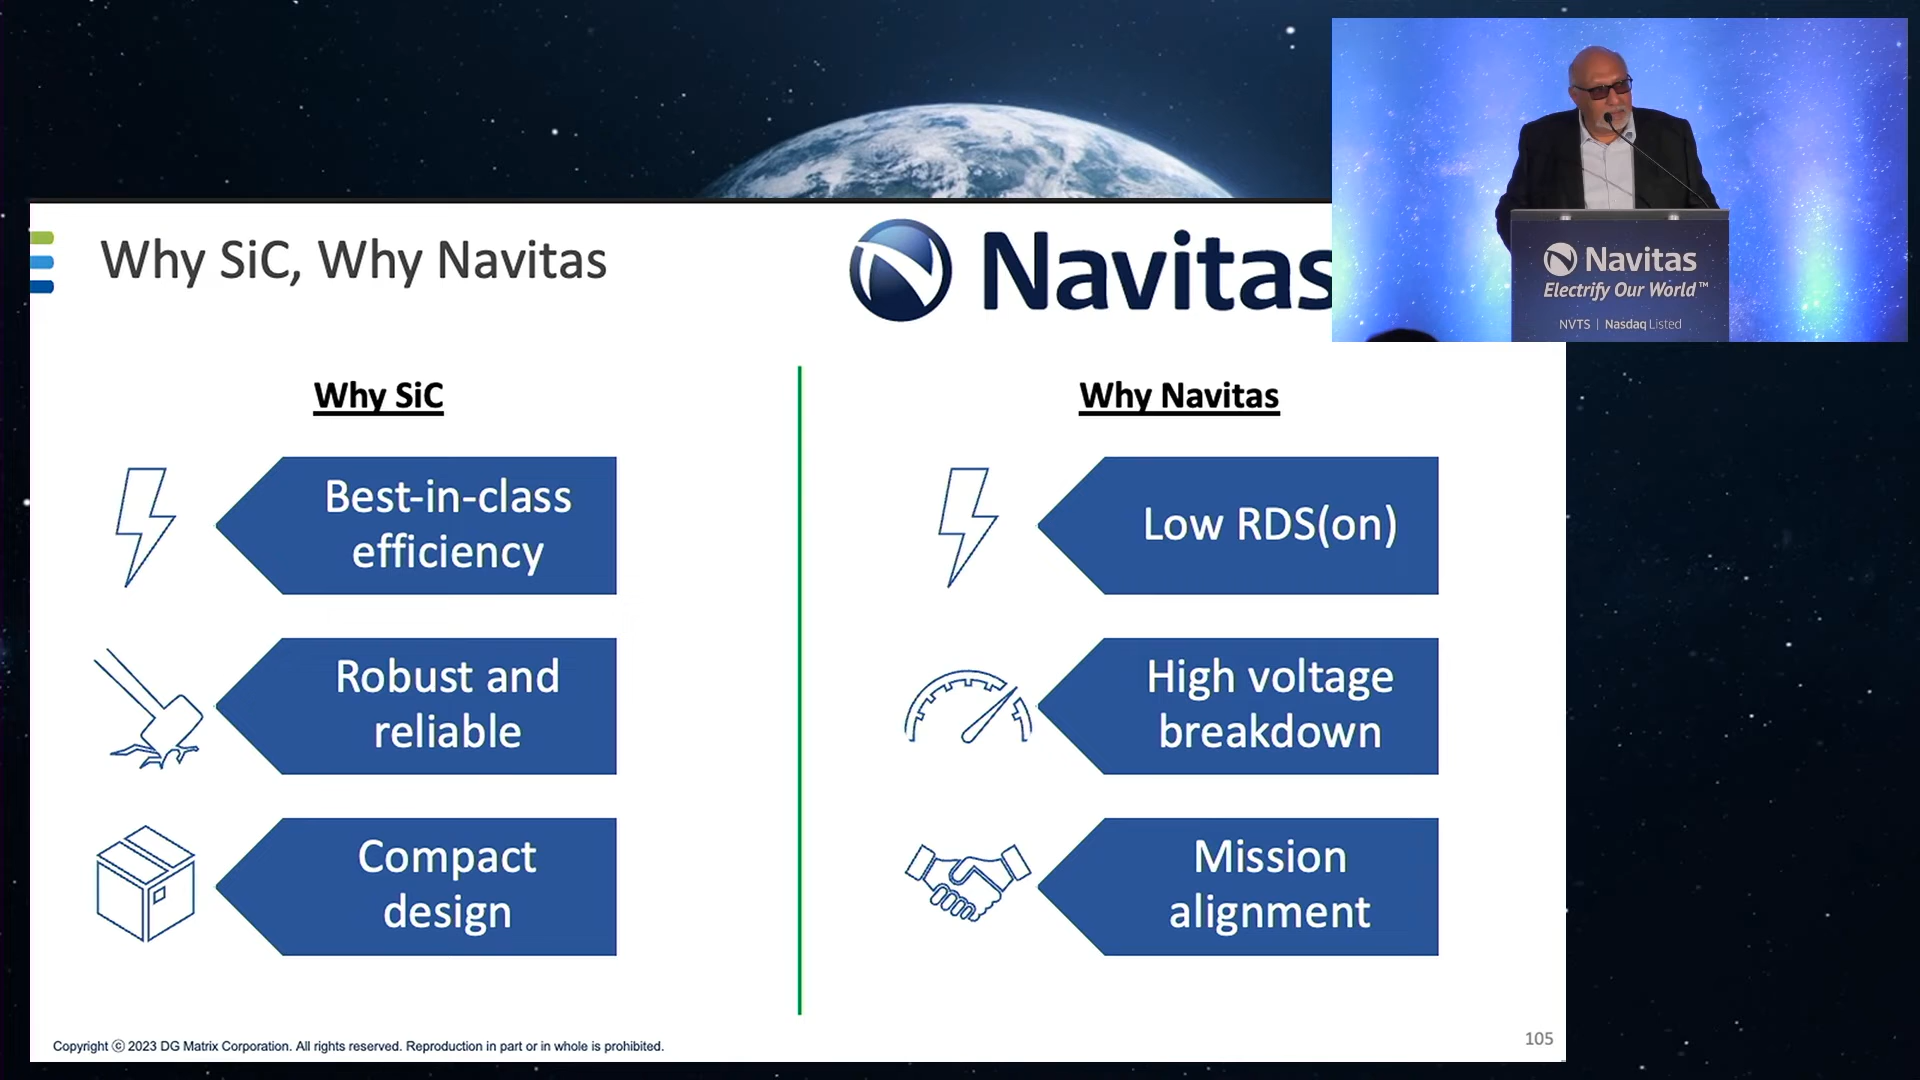 Why SiC, Why Navitas
Navitas
Navitas
Electrify Our World™
NVTS | Nasdaq Listed
Why SiC
Best-in-class
efficiency
Robust and
reliable
Compact
design
Why Navitas
Low RDS(on)
High voltage
breakdown
Mission
alignment
Copyright ⓒ 2023 DG Matrix Corporation. All rights reserved. Reproduction in part or in whole is prohibited.
105